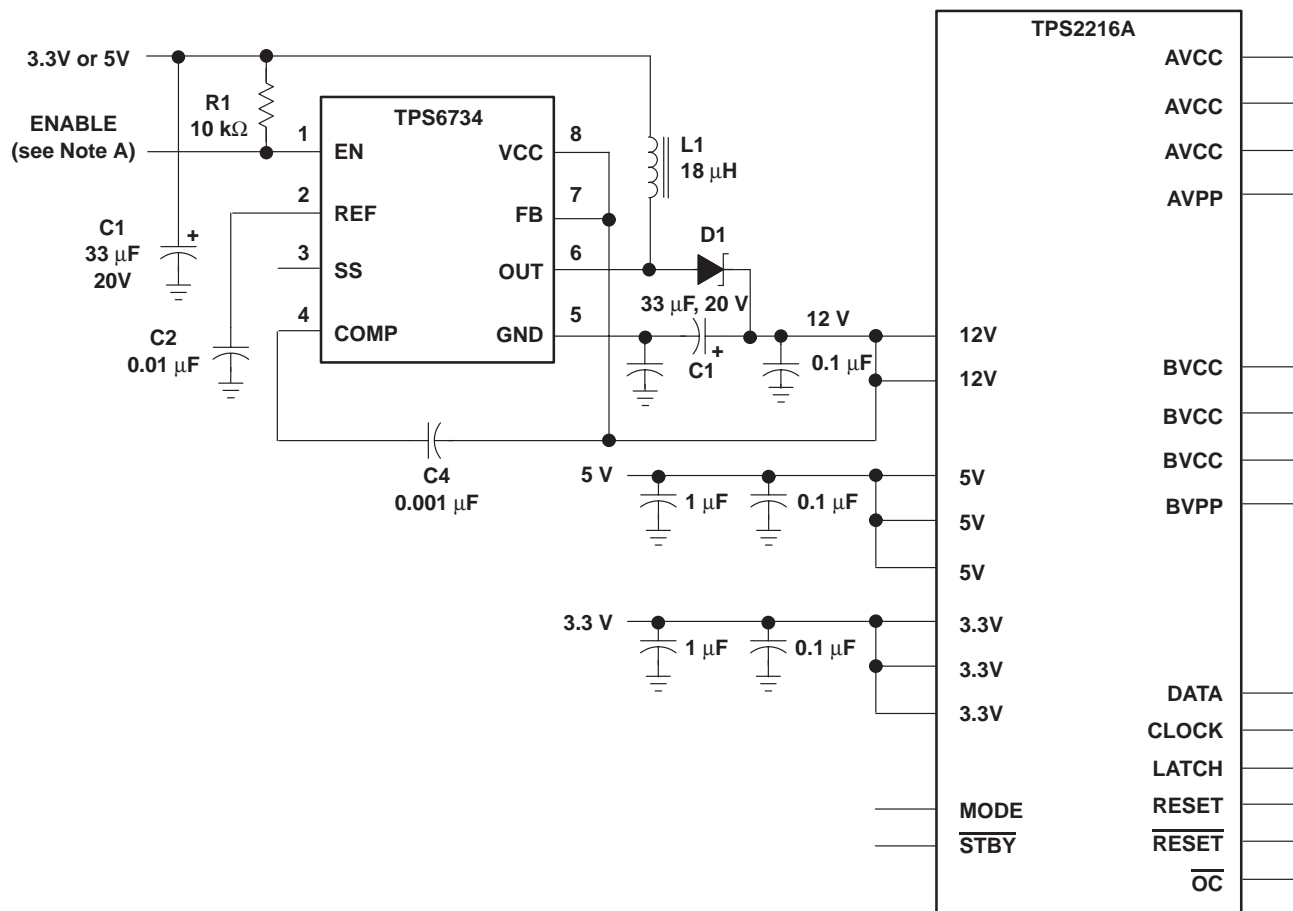 TPS2216A
3.3V or 5V
ENABLE
(see Note A)
R1
10 kΩ
C1
33 μF
20V
C2
0.01 μF
TPS6734
1
EN
2
REF
3
SS
4
COMP
8
VCC
7
FB
6
OUT
5
GND
L1
18 μH
D1
33 μF, 20 V
C1
+
+
12 V
0.1 μF
C4
0.001 μF
5 V
1 μF
0.1 μF
3.3 V
1 μF
0.1 μF
12V
12V
5V
5V
5V
3.3V
3.3V
3.3V
MODE
STBY
AVCC
AVCC
AVCC
AVPP
BVCC
BVCC
BVCC
BVPP
DATA
CLOCK
LATCH
RESET
RESET
OC